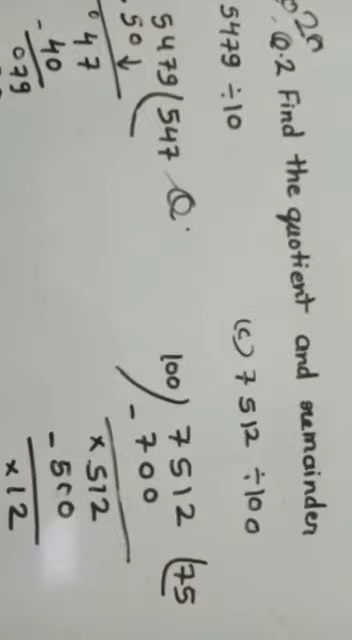 Q.2 Find the quotient and remainder
5479 ÷10
5479 (547 Q.
50↓
47
- 40
079
(c) 7512 ÷100
100) 7512 (75
- 700
×512
- 500
×12